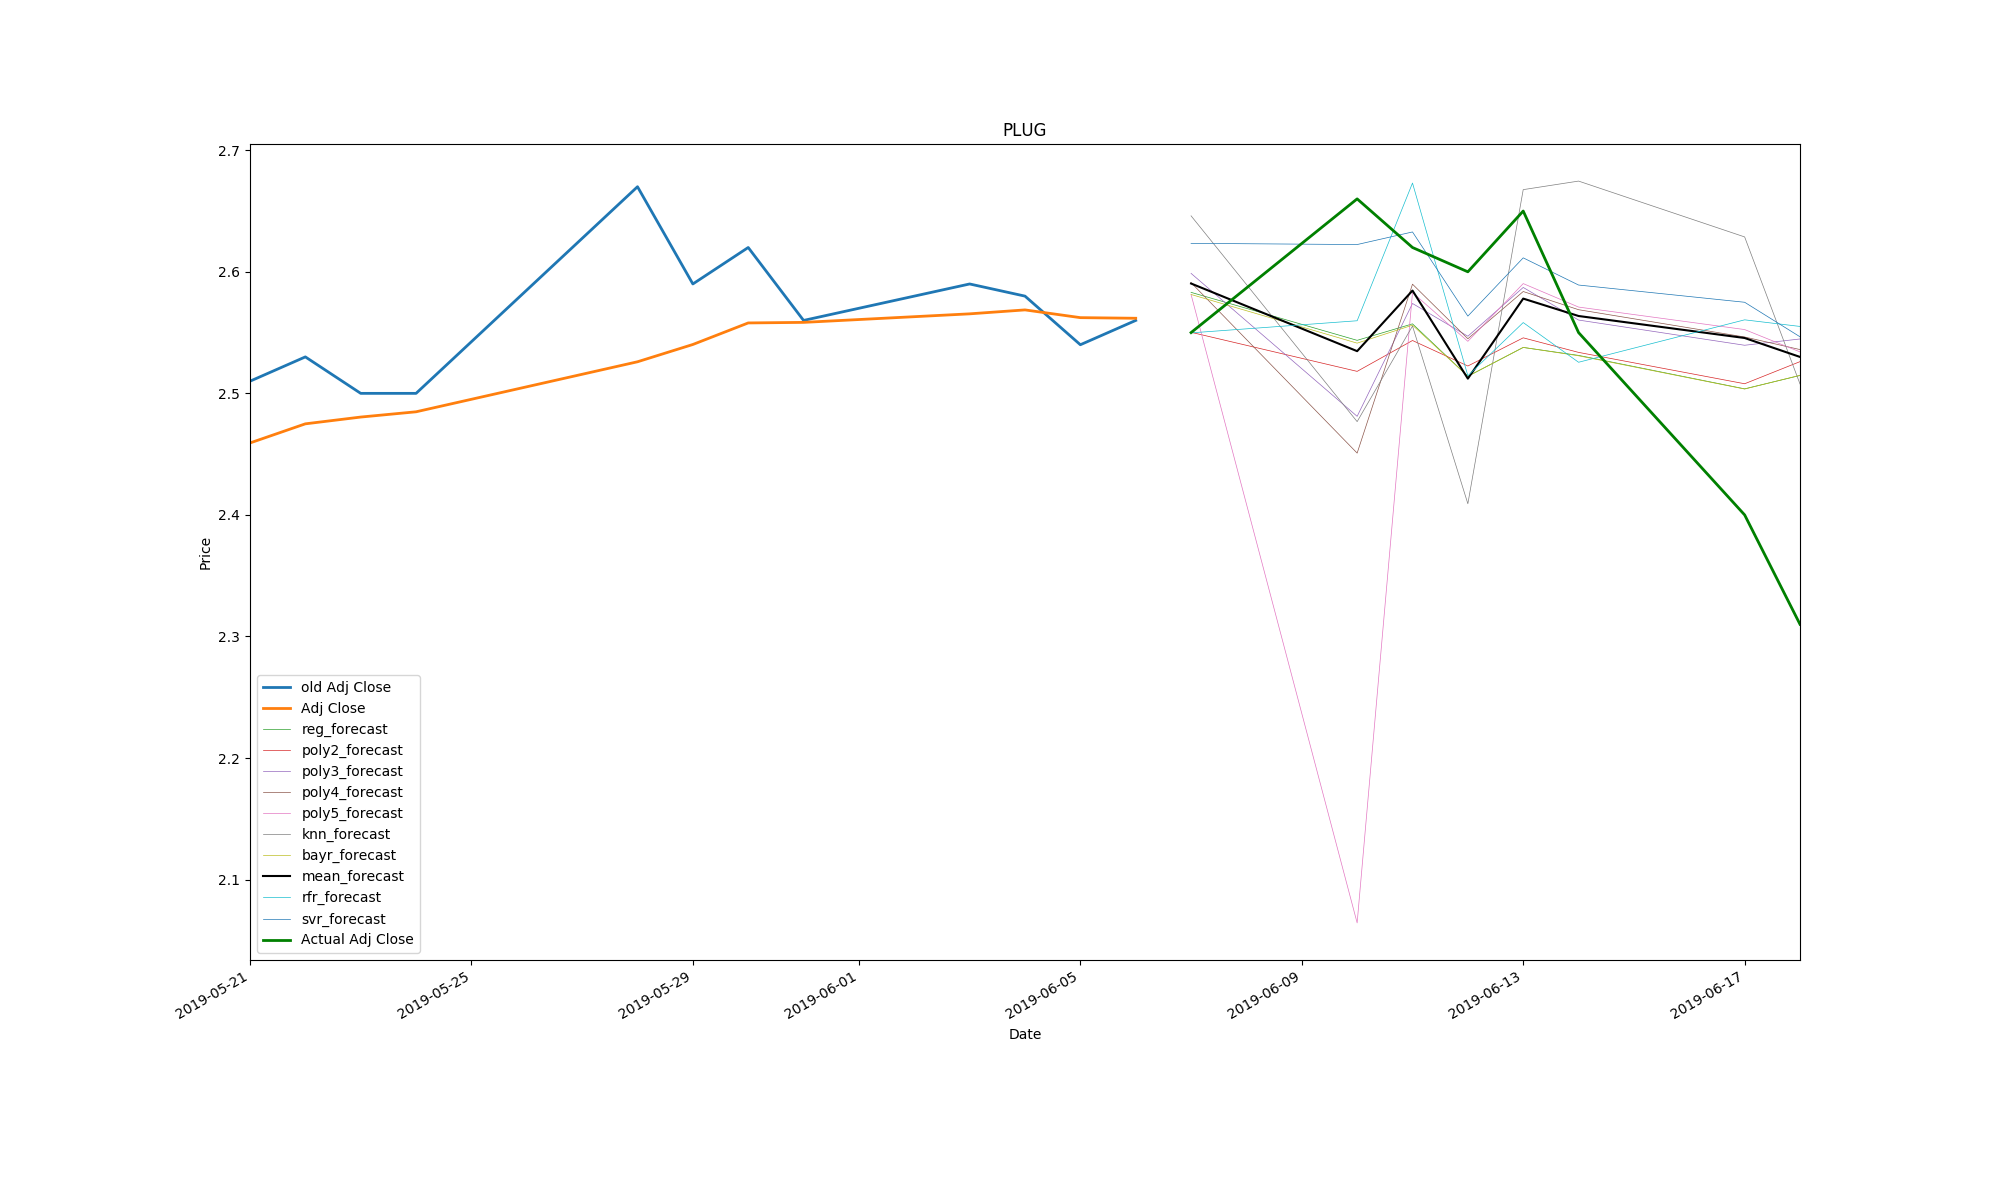 PLUG
2.7
2.6
2.5
2.4
2.3
2.2
2.1
Price
old Adj Close
Adj Close
reg_forecast
poly2_forecast
poly3_forecast
poly4_forecast
poly5_forecast
knn_forecast
bayr_forecast
mean_forecast
rfr_forecast
svr_forecast
Actual Adj Close
2019-05-21
2019-05-25
2019-05-29
2019-06-01
2019-06-05
2019-06-09
2019-06-13
2019-06-17
Date